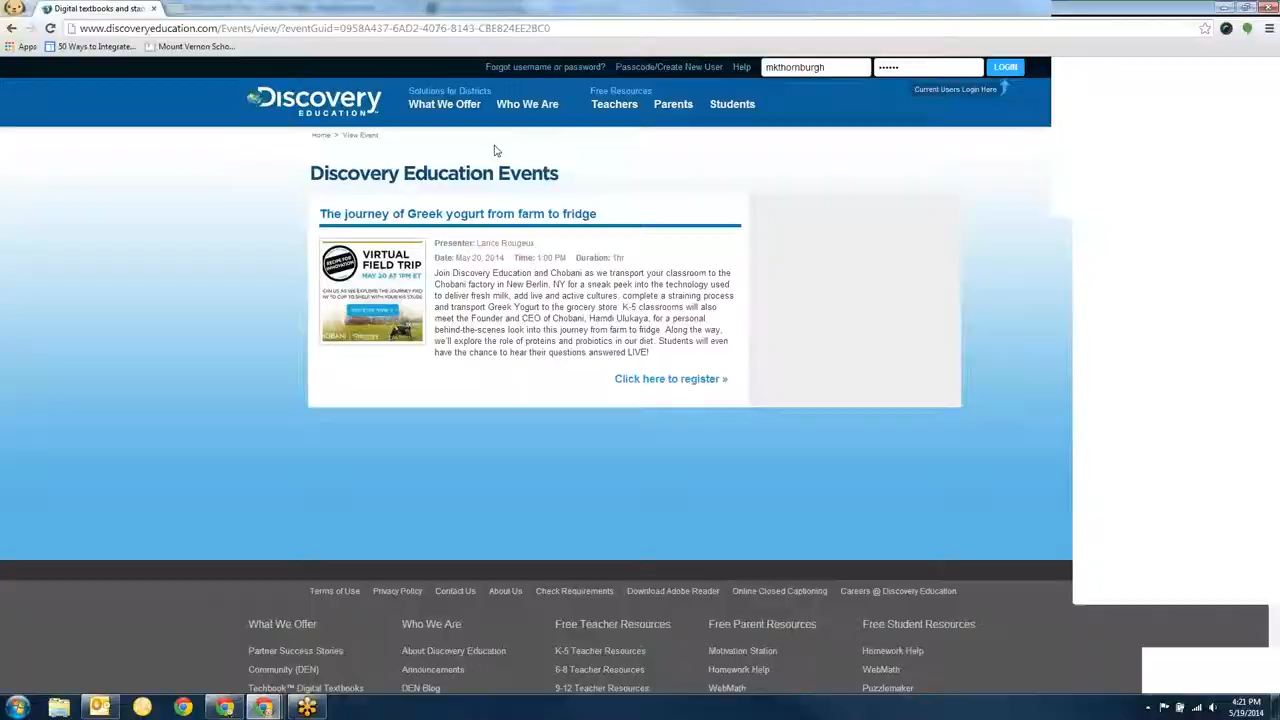 Digital textbooks and stan
www.discoveryeducation.com/Events/view/?eventGuid=0958A437-6AD2-4076-8143-CBE824EE2BC0
Apps 50 Ways to Integrate... Mount Vernon Scho...
Forgot username or password? Passcode/Create New User Help mkthornburgh •••••• LOGIN
Current Users Login Here
Discovery
EDUCATION
Solutions for Districts Free Resources
What We Offer Who We Are Teachers Parents Students
Home > View Event
Discovery Education Events
The journey of Greek yogurt from farm to fridge
RECIPE FOR INNOVATION
VIRTUAL
FIELD TRIP
MAY 20 AT 1PM ET
Presenter: Larice Rougeux
Date: May 20, 2014 Time: 1:00 PM Duration: 1hr
Join Discovery Education and Chobani as we transport your classroom to the
Chobani factory in New Berlin, NY for a sneak peek into the technology used
to deliver fresh milk, add live and active cultures, complete a straining process
and transport Greek Yogurt to the grocery store. K-5 classrooms will also
meet the Founder and CEO of Chobani, Hamdi Ulukaya, for a personal
behind-the-scenes look into this journey from farm to fridge. Along the way,
we'll explore the role of proteins and probiotics in our diet. Students will even
have the chance to hear their questions answered LIVE!
Click here to register »
Terms of Use Privacy Policy Contact Us About Us Check Requirements Download Adobe Reader Online Closed Captioning Careers @ Discovery Education
What We Offer Who We Are Free Teacher Resources Free Parent Resources Free Student Resources
Partner Success Stories About Discovery Education K-5 Teacher Resources Motivation Station Homework Help
Community (DEN) Announcements 6-8 Teacher Resources Homework Help WebMath
Techbook™ Digital Textbooks DEN Blog 9-12 Teacher Resources WebMath Puzzlemaker
4:21 PM
5/19/2014